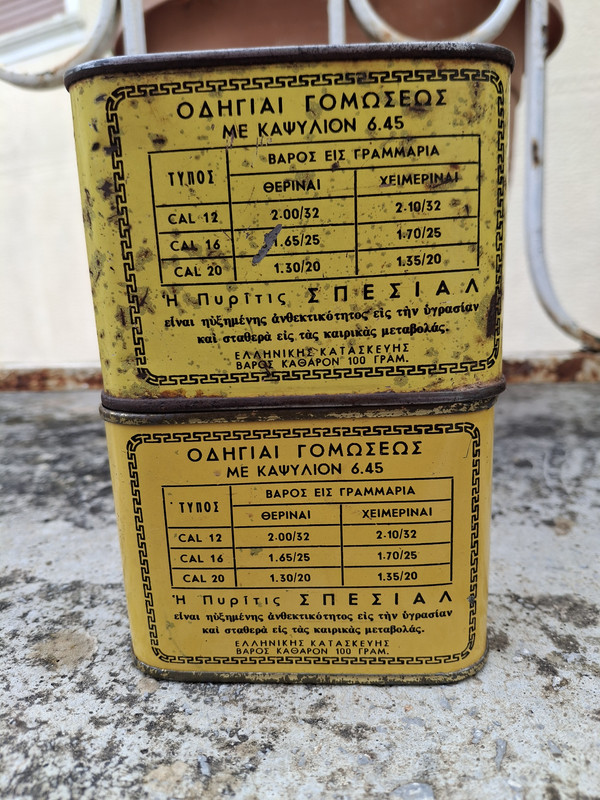 ΟΔΗΓΙΑΙ ΓΟΜΩΣΕΩΣ
ΜΕ ΚΑΨΥΛΙΟΝ 6.45
ΤΥΠΟΣ ΒΑΡΟΣ ΕΙΣ ΓΡΑΜΜΑΡΙΑ
ΘΕΡΙΝΑΙ ΧΕΙΜΕΡΙΝΑΙ
CAL 12 2·00/32 2·10/32
CAL 16 1.65/25 1.70/25
CAL 20 1.30/20 1.35/20
Ἡ Πυρῖτις ΣΠΕΣΙΑΛ
εἶναι ηὐξημένης ἀνθεκτικότητος εἰς τὴν ὑγρασίαν
καὶ σταθερὰ εἰς τὰς καιρικὰς μεταβολάς.
ΕΛΛΗΝΙΚΗΣ ΚΑΤΑΣΚΕΥΗΣ
ΒΑΡΟΣ ΚΑΘΑΡΟΝ 100 ΓΡΑΜ.
ΟΔΗΓΙΑΙ ΓΟΜΩΣΕΩΣ
ΜΕ ΚΑΨΥΛΙΟΝ 6.45
ΤΥΠΟΣ ΒΑΡΟΣ ΕΙΣ ΓΡΑΜΜΑΡΙΑ
ΘΕΡΙΝΑΙ ΧΕΙΜΕΡΙΝΑΙ
CAL 12 2·00/32 2·10/32
CAL 16 1.65/25 1.70/25
CAL 20 1.30/20 1.35/20
Ἡ Πυρῖτις ΣΠΕΣΙΑΛ
εἶναι ηὐξημένης ἀνθεκτικότητος εἰς τὴν ὑγρασίαν
καὶ σταθερὰ εἰς τὰς καιρικὰς μεταβολάς.
ΕΛΛΗΝΙΚΗΣ ΚΑΤΑΣΚΕΥΗΣ
ΒΑΡΟΣ ΚΑΘΑΡΟΝ 100 ΓΡΑΜ.